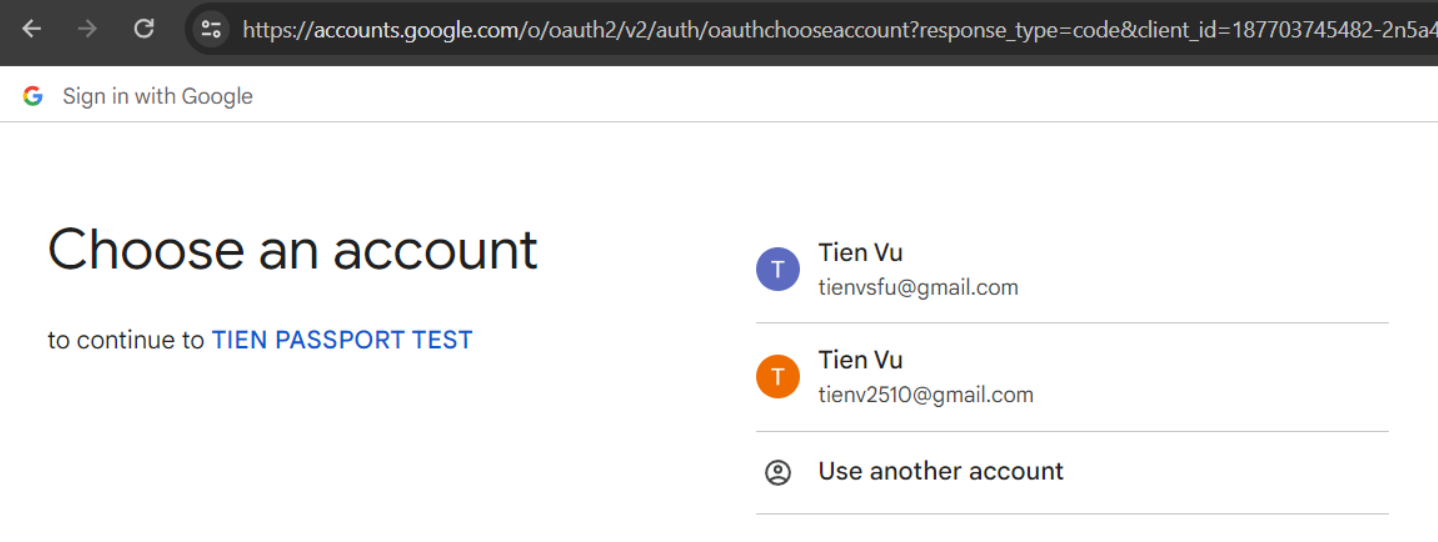 https://accounts.google.com/o/oauth2/v2/auth/oauthchooseaccount?response_type=code&client_id=187703745482-2n5a4
Sign in with Google
Choose an account
to continue to TIEN PASSPORT TEST
T
Tien Vu
tienvsfu@gmail.com
T
Tien Vu
tienv2510@gmail.com
Use another account